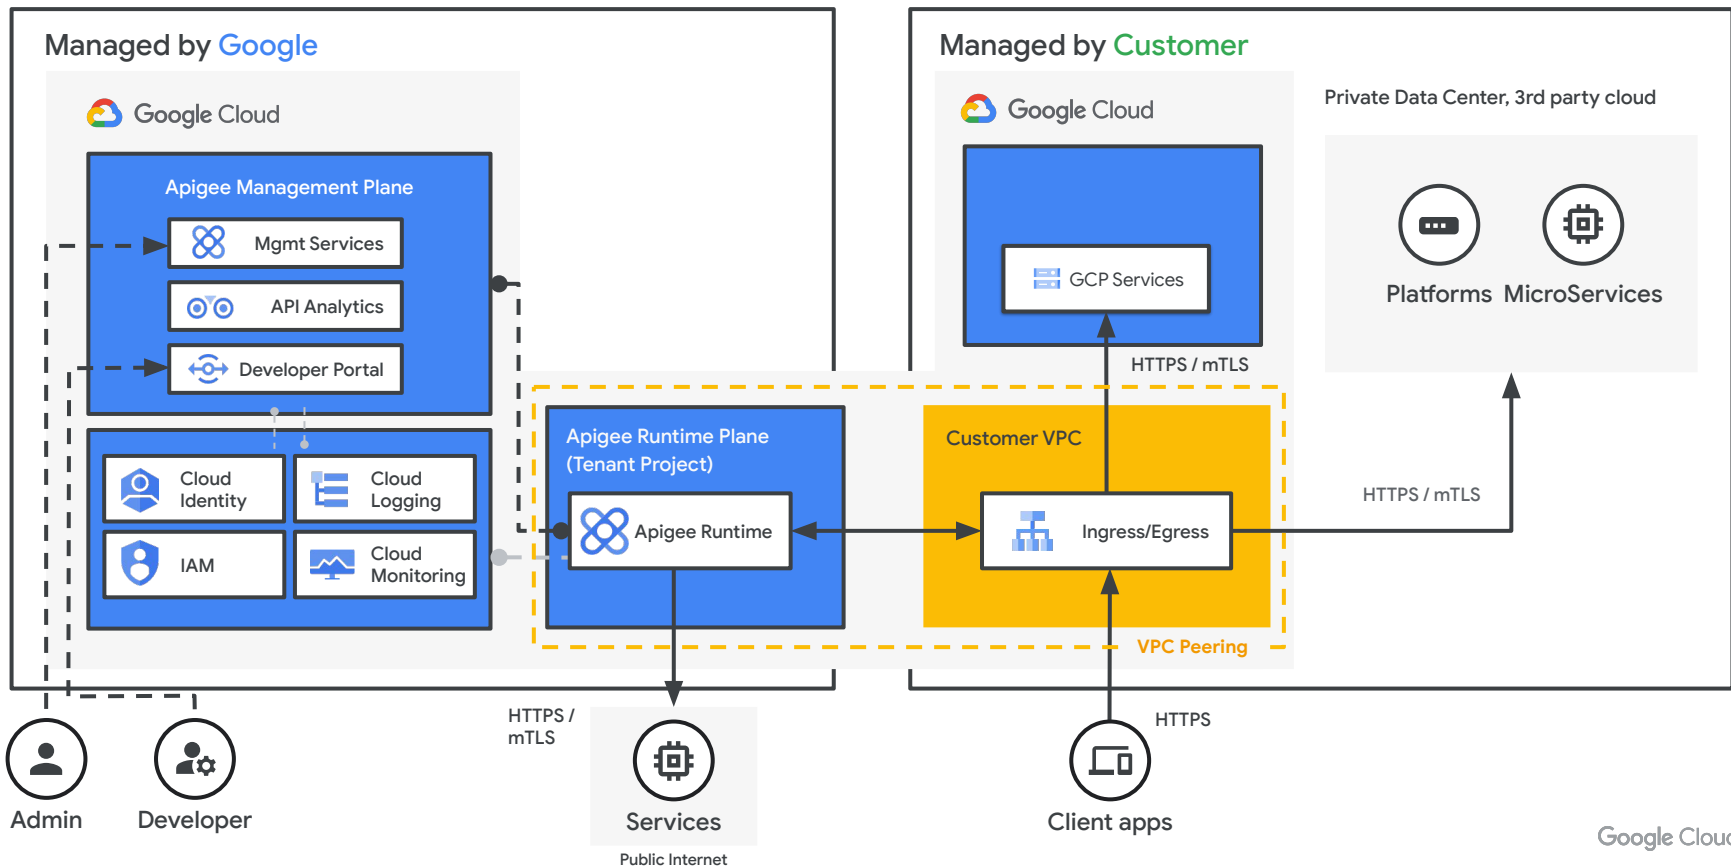 Managed by Google
Google Cloud
Apigee Management Plane
Mgmt Services
API Analytics
Developer Portal
Cloud
Identity
Cloud
Logging
IAM
Cloud
Monitoring
Apigee Runtime Plane
(Tenant Project)
Apigee Runtime
HTTPS /
mTLS
Admin
Developer
Services
Public Internet
Managed by Customer
Google Cloud
GCP Services
HTTPS / mTLS
Customer VPC
Ingress/Egress
VPC Peering
HTTPS
Client apps
Private Data Center, 3rd party cloud
Platforms
MicroServices
HTTPS / mTLS
Google Cloud